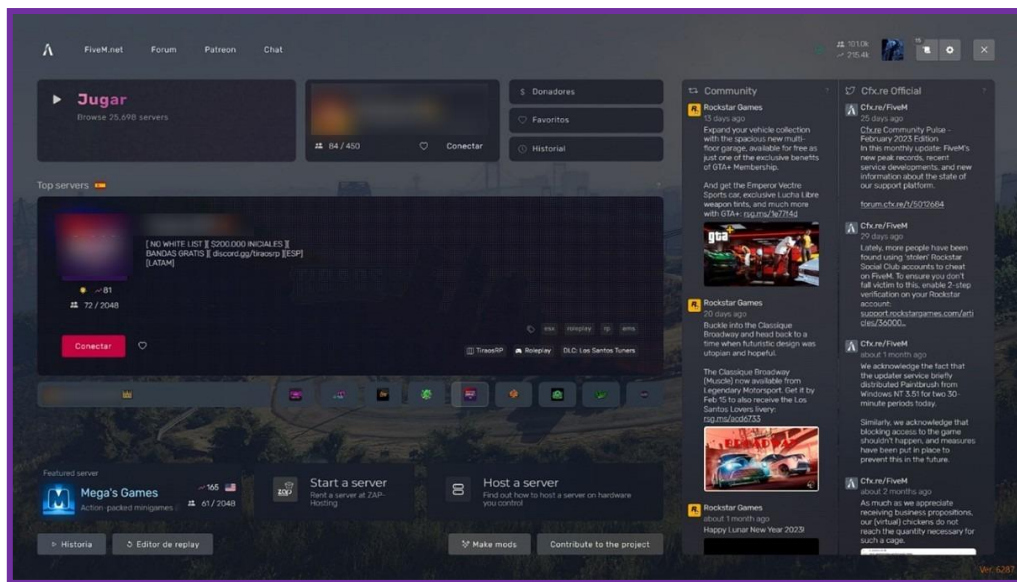 FiveM.net Forum Patreon Chat
101.0k
215.4k
15
Jugar
Browse 25,698 servers
84 / 450
Conectar
$ Donadores
Favoritos
Historial
Top servers
[ NO WHITE LIST ][ $200.000 INICIALES ][
BANDAS GRATIS ][ discord.gg/tiraosrp ][ESP]
[LATAM]
81
72 / 2048
Conectar
esx roleplay rp ems
TiraosRP Roleplay DLC: Los Santos Tuners
Featured server
Mega's Games
Action-packed minigames
165
61 / 2048
ZAP
Start a server
Rent a server at ZAP-
Hosting
Host a server
Find out how to host a server on hardware
you control
Historia
Editor de replay
Make mods
Contribute to the project
Community
Rockstar Games
13 days ago
Expand your vehicle collection
with the spacious new multi-
floor garage, available for free as
just one of the exclusive benefits
of GTA+ Membership.
And get the Emperor Vectre
Sports car, exclusive Lucha Libre
weapon tints, and much more
with GTA+: rsg.ms/1e77f4d
gta+
Rockstar Games
20 days ago
Buckle into the Classique
Broadway and head back to a
time when futuristic design was
utopian and hopeful.
The Classique Broadway
(Muscle) now available from
Legendary Motorsport. Get it by
Feb 15 to also receive the Los
Santos Lovers livery:
rsg.ms/acd6733
BROADWAY
Rockstar Games
about 1 month ago
Happy Lunar New Year 2023!
Cfx.re Official
Cfx.re/FiveM
25 days ago
Cfx.re Community Pulse -
February 2023 Edition
In this monthly update: FiveM's
new peak records, recent
service developments, and new
information about the state of
our support platform.
forum.cfx.re/t/5012684
Cfx.re/FiveM
29 days ago
Lately, more people have been
found using 'stolen' Rockstar
Social Club accounts to cheat
on FiveM. To ensure you don't
fall victim to this, enable 2-step
verification on your Rockstar
account:
support.rockstargames.com/arti
cles/36000...
Cfx.re/FiveM
about 1 month ago
We acknowledge the fact that
the updater service briefly
distributed Paintbrush from
Windows NT 3.51 for two 30-
minute periods today.
Similarly, we acknowledge that
blocking access to the game
shouldn't happen, and measures
have been put in place to
prevent this in the future.
Cfx.re/FiveM
about 2 months ago
As much as we appreciate
receiving business propositions,
our (virtual) chickens do not
reach the quantity necessary for
such a cage.
Ver. 6287